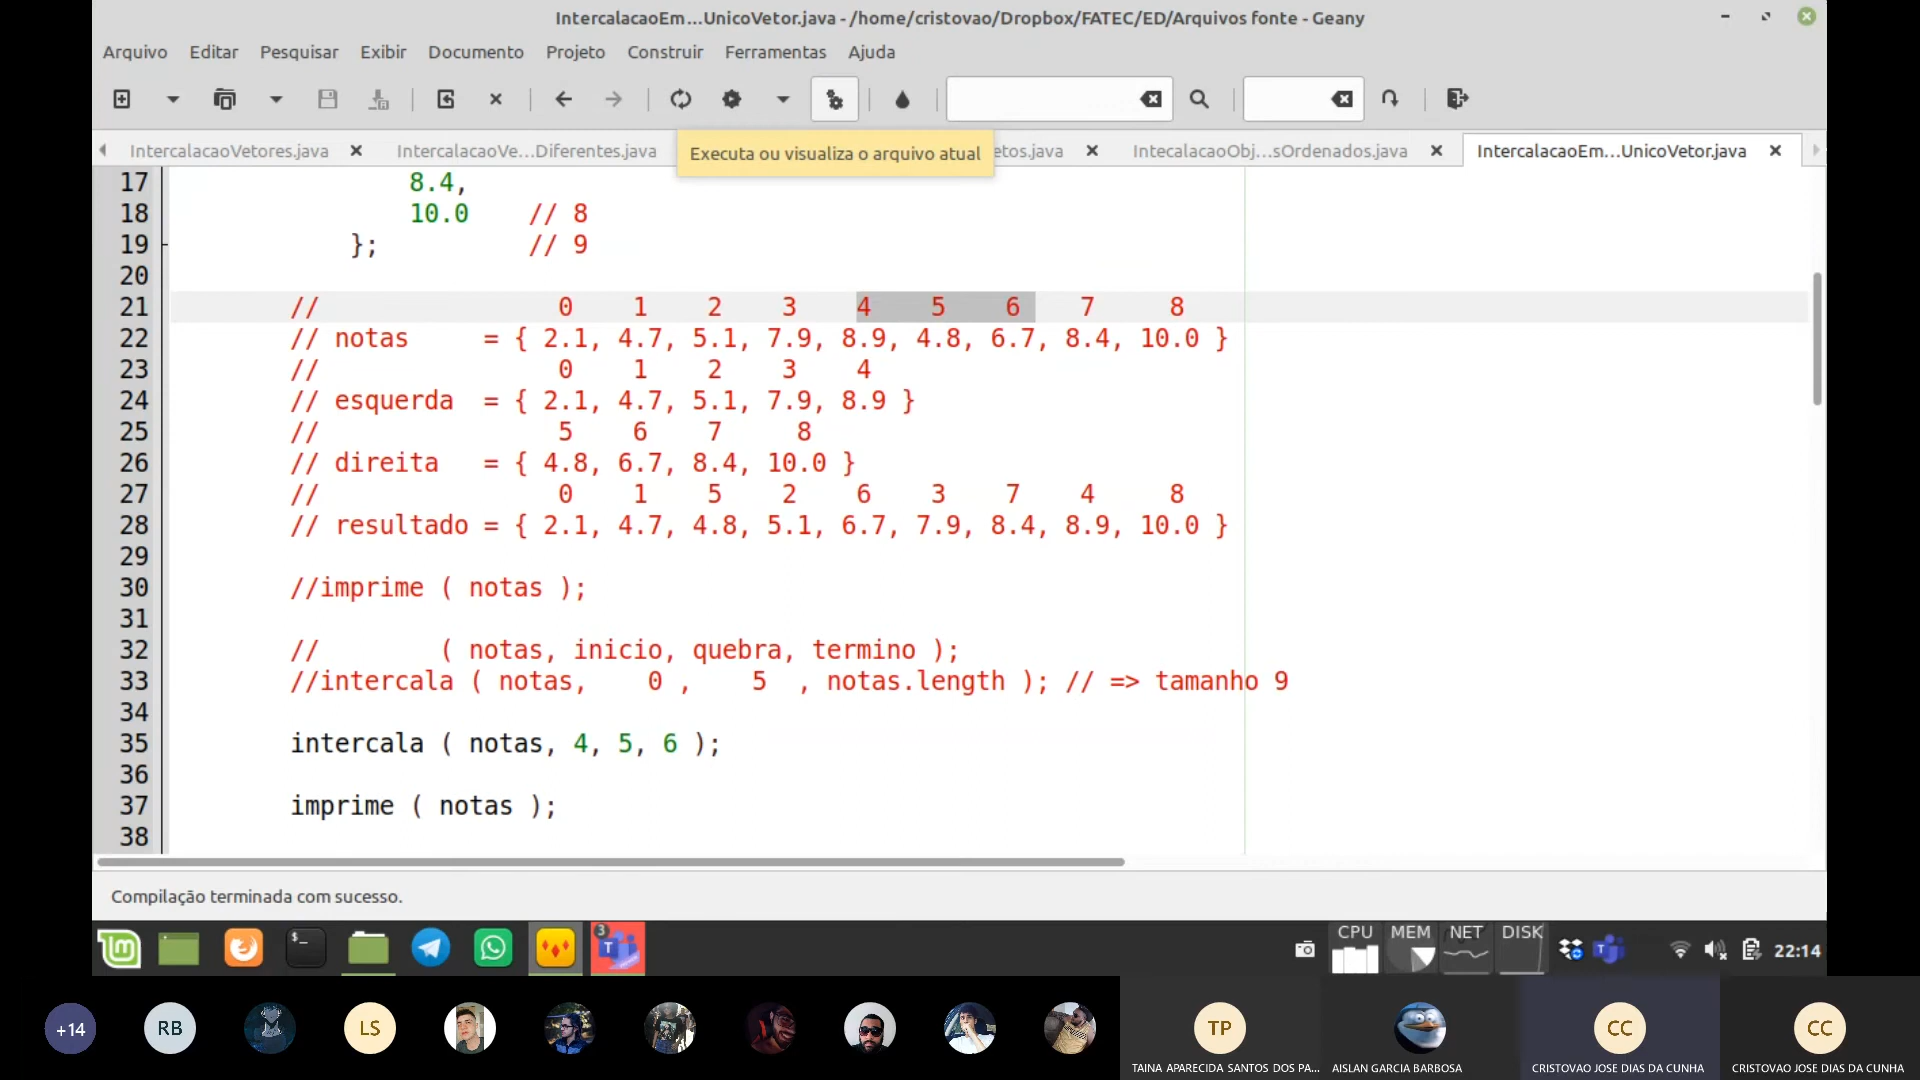 IntercalacaoEm...UnicoVetor.java - /home/cristovao/Dropbox/FATEC/ED/Arquivos fonte - Geany
Arquivo Editar Pesquisar Exibir Documento Projeto Construir Ferramentas Ajuda
IntercalacaoVetores.java IntercalacaoVe...Diferentes.java etos.java IntecalacaoObj...sOrdenados.java IntercalacaoEm...UnicoVetor.java
Executa ou visualiza o arquivo atual
17 8.4,
18 10.0 // 8
19 }; // 9
20
21 // 0 1 2 3 4 5 6 7 8
22 // notas = { 2.1, 4.7, 5.1, 7.9, 8.9, 4.8, 6.7, 8.4, 10.0 }
23 // 0 1 2 3 4
24 // esquerda = { 2.1, 4.7, 5.1, 7.9, 8.9 }
25 // 5 6 7 8
26 // direita = { 4.8, 6.7, 8.4, 10.0 }
27 // 0 1 5 2 6 3 7 4 8
28 // resultado = { 2.1, 4.7, 4.8, 5.1, 6.7, 7.9, 8.4, 8.9, 10.0 }
29
30 //imprime ( notas );
31
32 // ( notas, inicio, quebra, termino );
33 //intercala ( notas, 0 , 5 , notas.length ); // => tamanho 9
34
35 intercala ( notas, 4, 5, 6 );
36
37 imprime ( notas );
38
Compilação terminada com sucesso.
3
CPU MEM NET DISK 22:14
+14 RB LS TP CC CC
TAINA APARECIDA SANTOS DOS PA... AISLAN GARCIA BARBOSA CRISTOVAO JOSE DIAS DA CUNHA CRISTOVAO JOSE DIAS DA CUNHA